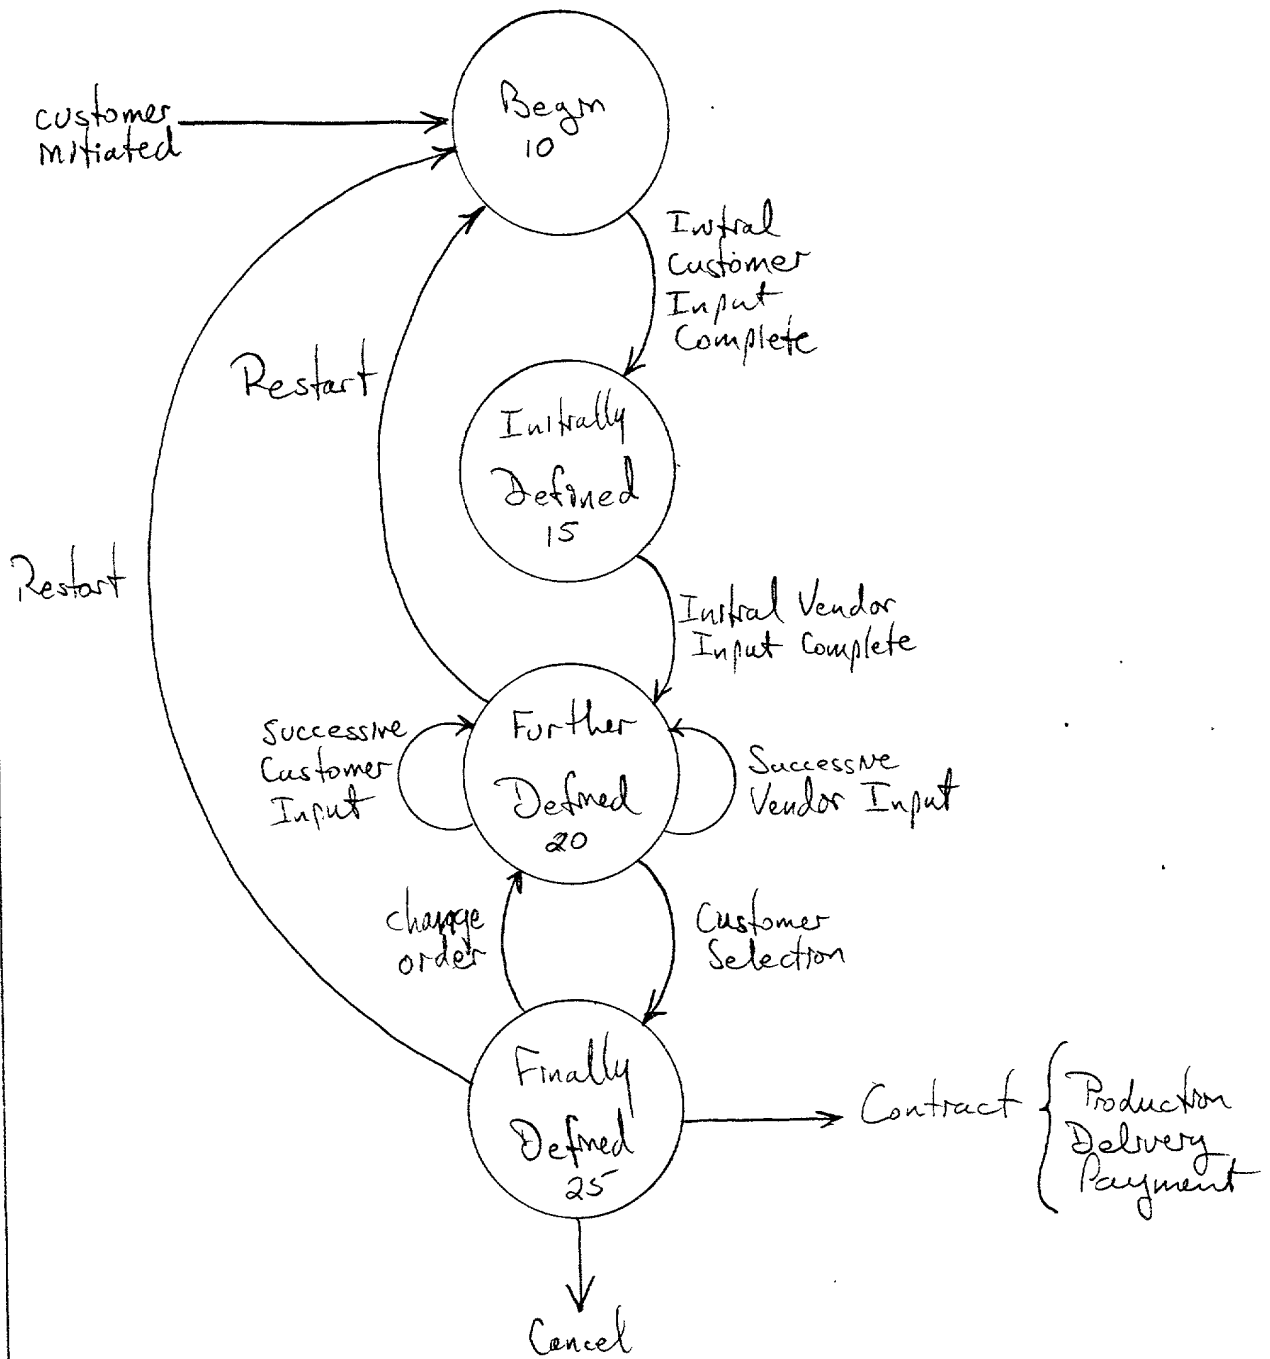 Begin
10
customer
initiated
Initial
Customer
Input
Complete
Restart
Initially
Defined
15
Restart
Initial Vendor
Input Complete
Successive
Customer
Input
Further
Defined
20
Successive
Vendor Input
change
order
Customer
Selection
Finally
Defined
25
Contract
Production
Delivery
Payment
Cancel